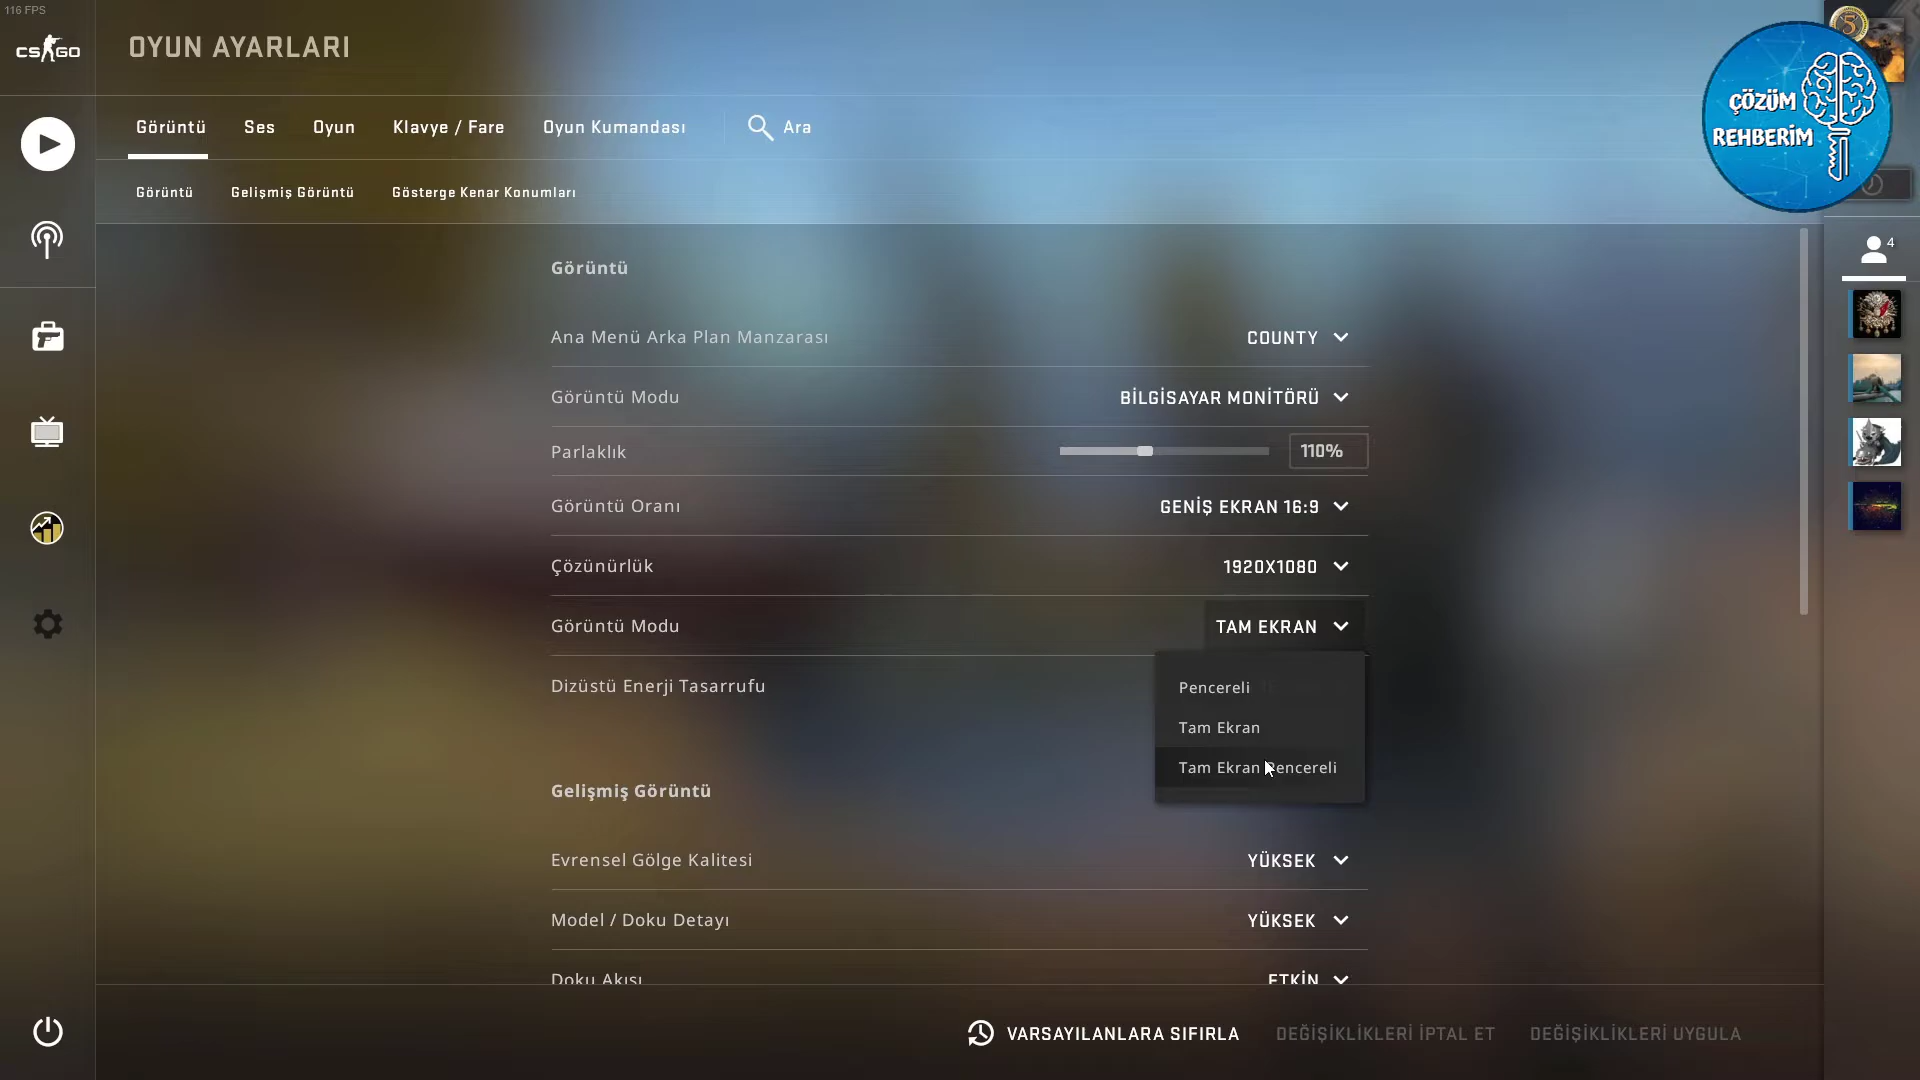 116 FPS
CS GO
OYUN AYARLARI
5
ÇÖZÜM
REHBERİM
Görüntü Ses Oyun Klavye / Fare Oyun Kumandası Ara
Görüntü Gelişmiş Görüntü Gösterge Kenar Konumları
4
Görüntü
Ana Menü Arka Plan Manzarası COUNTY
Görüntü Modu BİLGİSAYAR MONİTÖRÜ
Parlaklık 110%
Görüntü Oranı GENİŞ EKRAN 16:9
Çözünürlük 1920X1080
Görüntü Modu TAM EKRAN
Dizüstü Enerji Tasarrufu
Pencereli
Tam Ekran
Tam Ekran Pencereli
Gelişmiş Görüntü
Evrensel Gölge Kalitesi YÜKSEK
Model / Doku Detayı YÜKSEK
Doku Akışı ETKİN
VARSAYILANLARA SIFIRLA DEĞİŞİKLİKLERİ İPTAL ET DEĞİŞİKLİKLERİ UYGULA